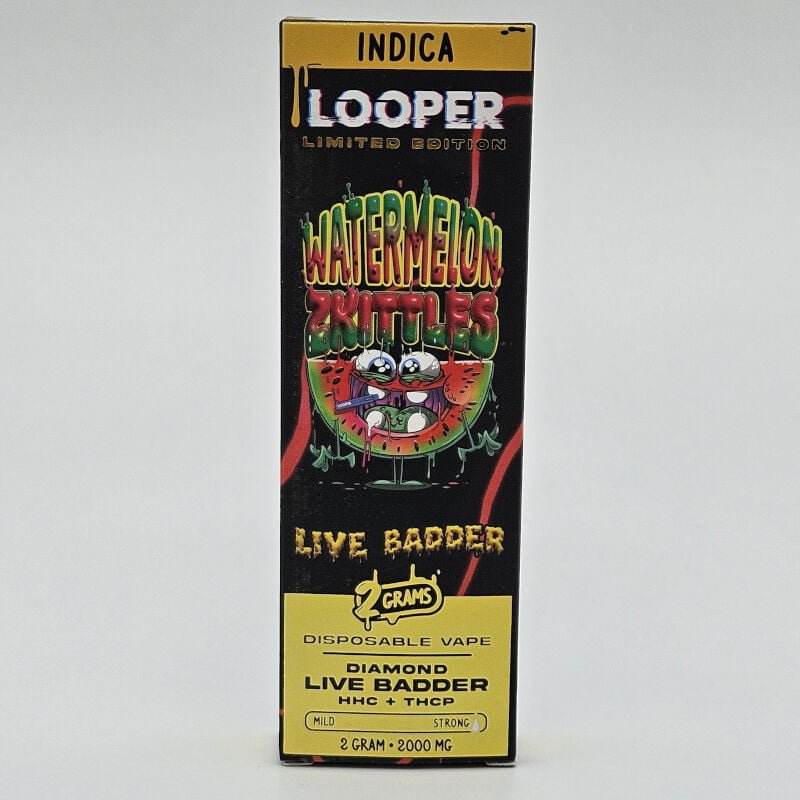 INDICA
LOOPER
LIMITED EDITION
WATERMELON
ZKITTLES
LOOPER
LIVE BADDER
2 GRAMS
DISPOSABLE VAPE
DIAMOND
LIVE BADDER
HHC + THCP
MILD STRONG
2 GRAM • 2000 MG